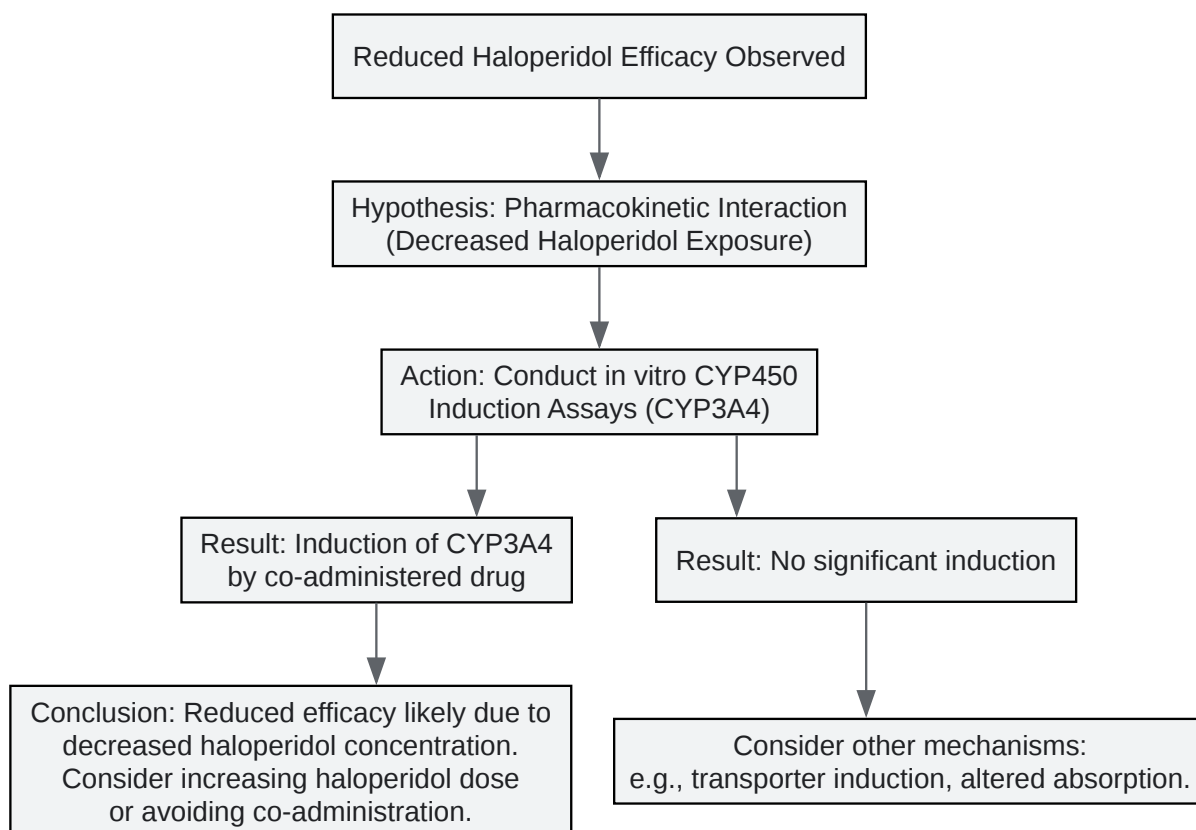 Reduced Haloperidol Efficacy Observed
Hypothesis: Pharmacokinetic Interaction
(Decreased Haloperidol Exposure)
Action: Conduct in vitro CYP450
Induction Assays (CYP3A4)
Result: Induction of CYP3A4
by co-administered drug
Result: No significant induction
Conclusion: Reduced efficacy likely due to
decreased haloperidol concentration.
Consider increasing haloperidol dose
or avoiding co-administration.
Consider other mechanisms:
e.g., transporter induction, altered absorption.